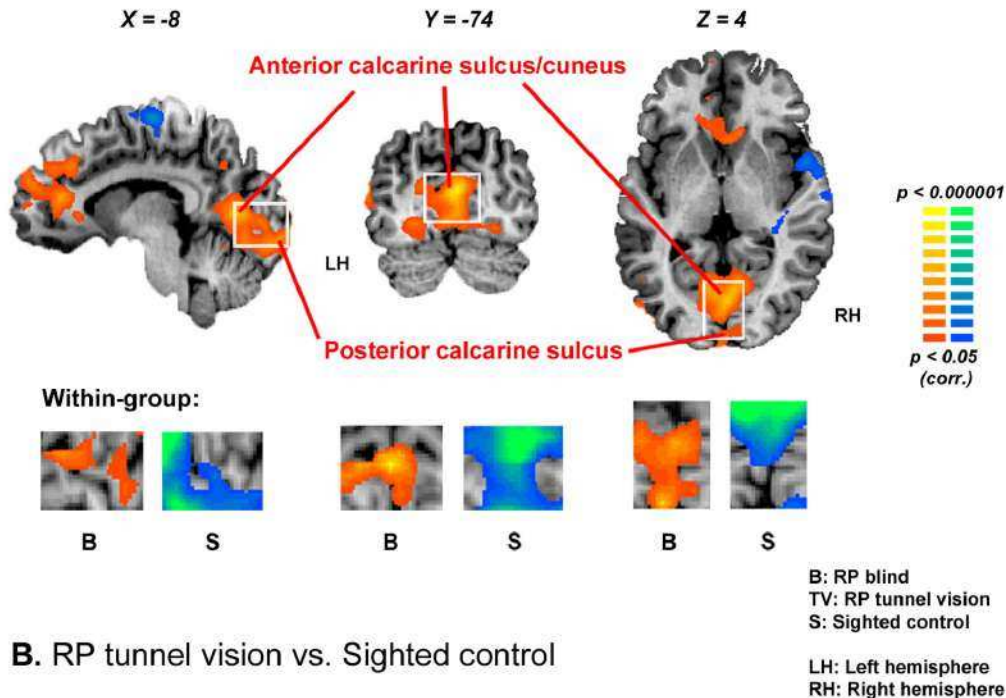 X = -8
Y = -74
Z = 4
Anterior calcarine sulcus/cuneus
p < 0.000001
LH
RH
Posterior calcarine sulcus
p < 0.05
(corr.)
Within-group:
B
S
B
S
B
S
B: RP blind
TV: RP tunnel vision
S: Sighted control
B. RP tunnel vision vs. Sighted control
LH: Left hemisphere
RH: Right hemisphere